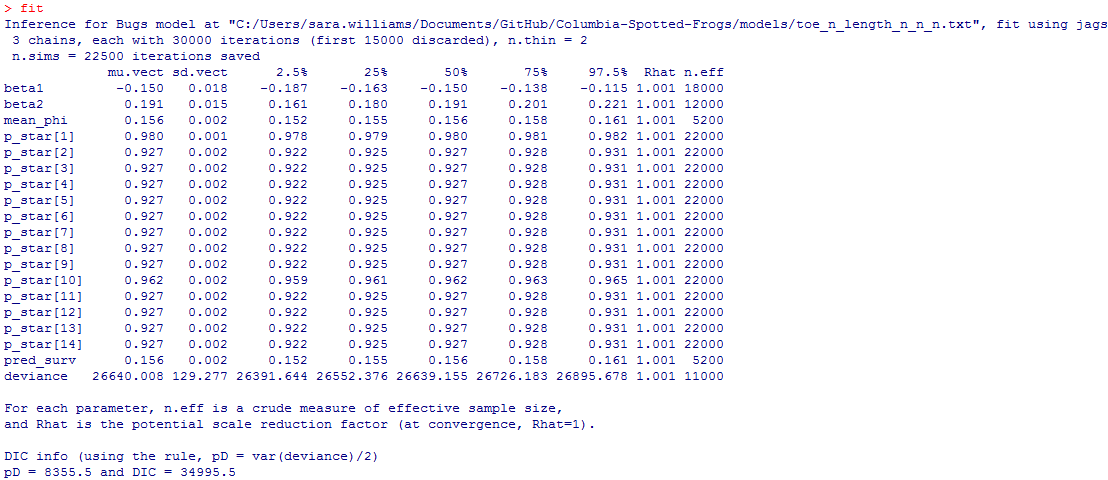 > fit
Inference for Bugs model at "C:/Users/sara.williams/Documents/GitHub/Columbia-Spotted-Frogs/models/toe_n_length_n_n_n.txt", fit using jags
 3 chains, each with 30000 iterations (first 15000 discarded), n.thin = 2
 n.sims = 22500 iterations saved
            mu.vect sd.vect      2.5%       25%       50%       75%     97.5%  Rhat n.eff
beta1        -0.150   0.018    -0.187    -0.163    -0.150    -0.138    -0.115 1.001 18000
beta2         0.191   0.015     0.161     0.180     0.191     0.201     0.221 1.001 12000
mean_phi      0.156   0.002     0.152     0.155     0.156     0.158     0.161 1.001  5200
p_star[1]     0.980   0.001     0.978     0.979     0.980     0.981     0.982 1.001 22000
p_star[2]     0.927   0.002     0.922     0.925     0.927     0.928     0.931 1.001 22000
p_star[3]     0.927   0.002     0.922     0.925     0.927     0.928     0.931 1.001 22000
p_star[4]     0.927   0.002     0.922     0.925     0.927     0.928     0.931 1.001 22000
p_star[5]     0.927   0.002     0.922     0.925     0.927     0.928     0.931 1.001 22000
p_star[6]     0.927   0.002     0.922     0.925     0.927     0.928     0.931 1.001 22000
p_star[7]     0.927   0.002     0.922     0.925     0.927     0.928     0.931 1.001 22000
p_star[8]     0.927   0.002     0.922     0.925     0.927     0.928     0.931 1.001 22000
p_star[9]     0.927   0.002     0.922     0.925     0.927     0.928     0.931 1.001 22000
p_star[10]    0.962   0.002     0.959     0.961     0.962     0.963     0.965 1.001 22000
p_star[11]    0.927   0.002     0.922     0.925     0.927     0.928     0.931 1.001 22000
p_star[12]    0.927   0.002     0.922     0.925     0.927     0.928     0.931 1.001 22000
p_star[13]    0.927   0.002     0.922     0.925     0.927     0.928     0.931 1.001 22000
p_star[14]    0.927   0.002     0.922     0.925     0.927     0.928     0.931 1.001 22000
pred_surv     0.156   0.002     0.152     0.155     0.156     0.158     0.161 1.001  5200
deviance  26640.008 129.277 26391.644 26552.376 26639.155 26726.183 26895.678 1.001 11000

For each parameter, n.eff is a crude measure of effective sample size,
and Rhat is the potential scale reduction factor (at convergence, Rhat=1).

DIC info (using the rule, pD = var(deviance)/2)
pD = 8355.5 and DIC = 34995.5